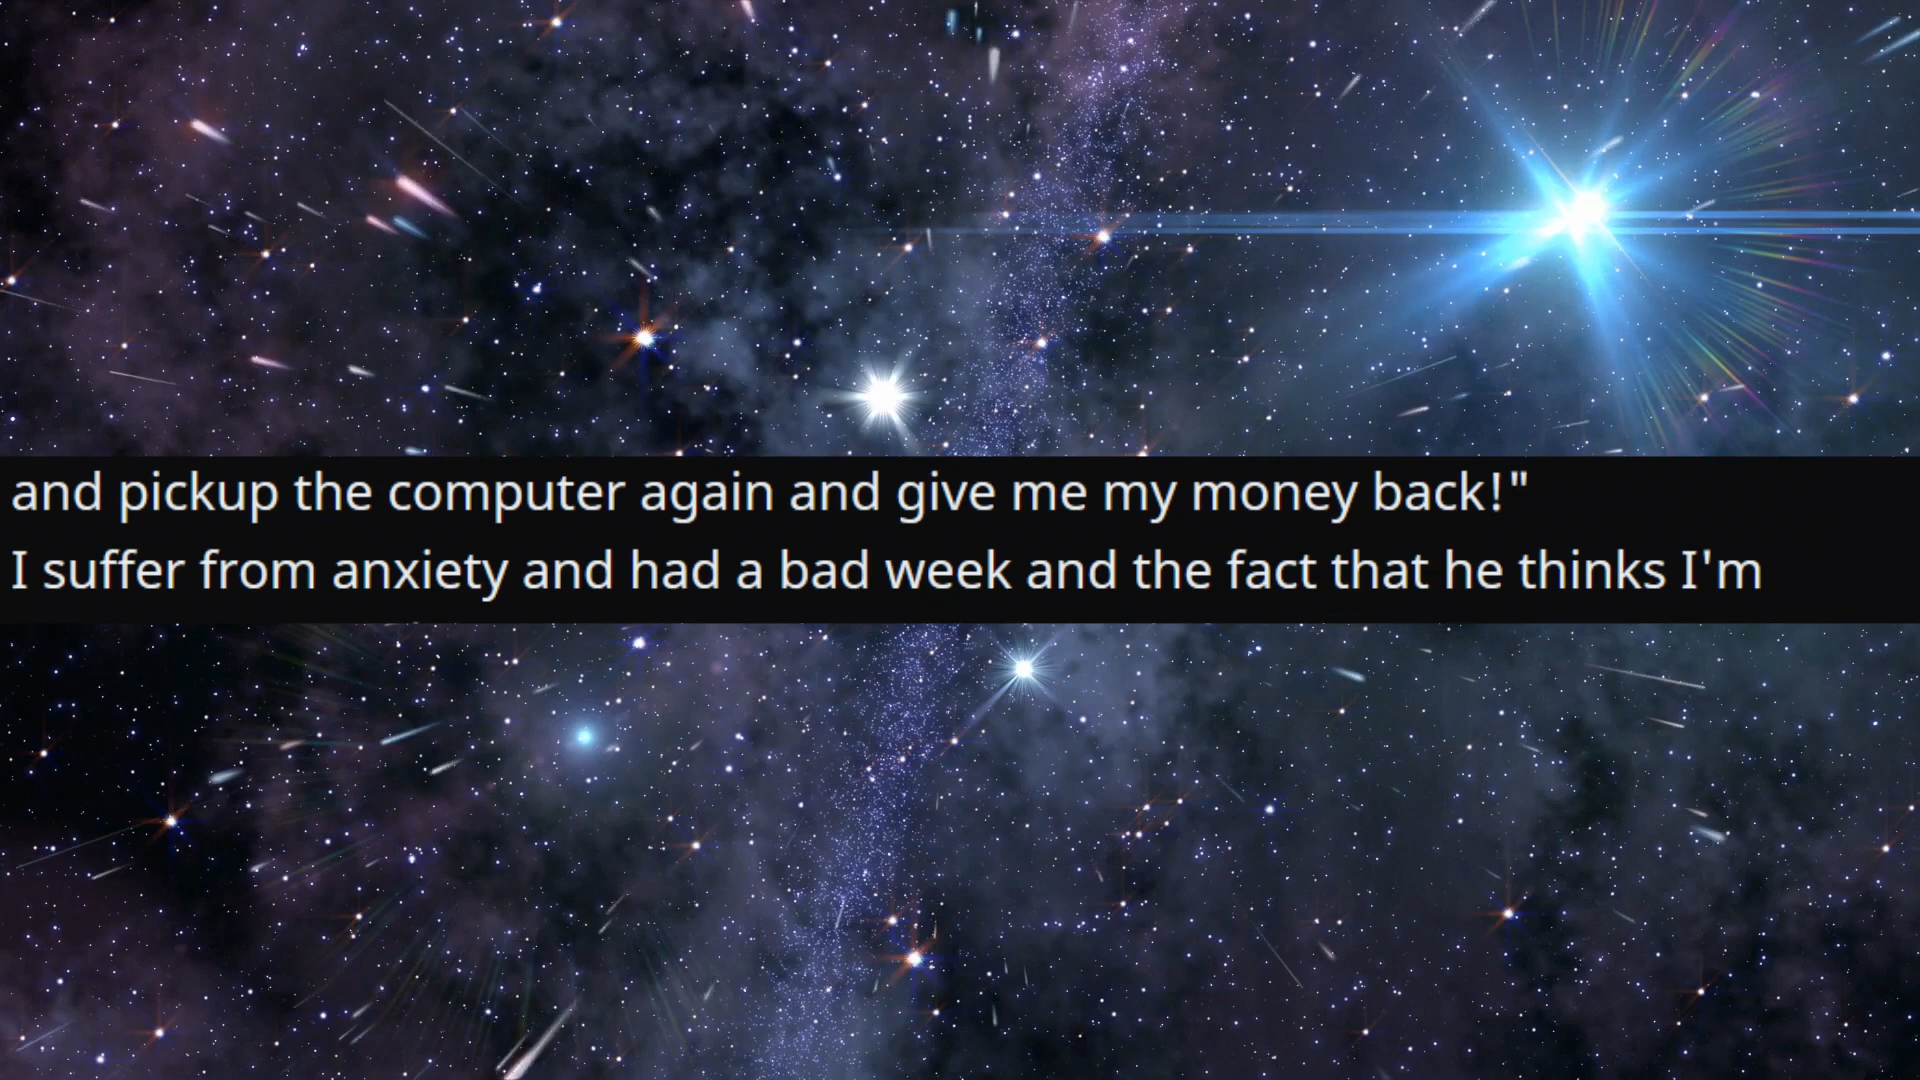 and pickup the computer again and give me my money back!"
I suffer from anxiety and had a bad week and the fact that he thinks I'm